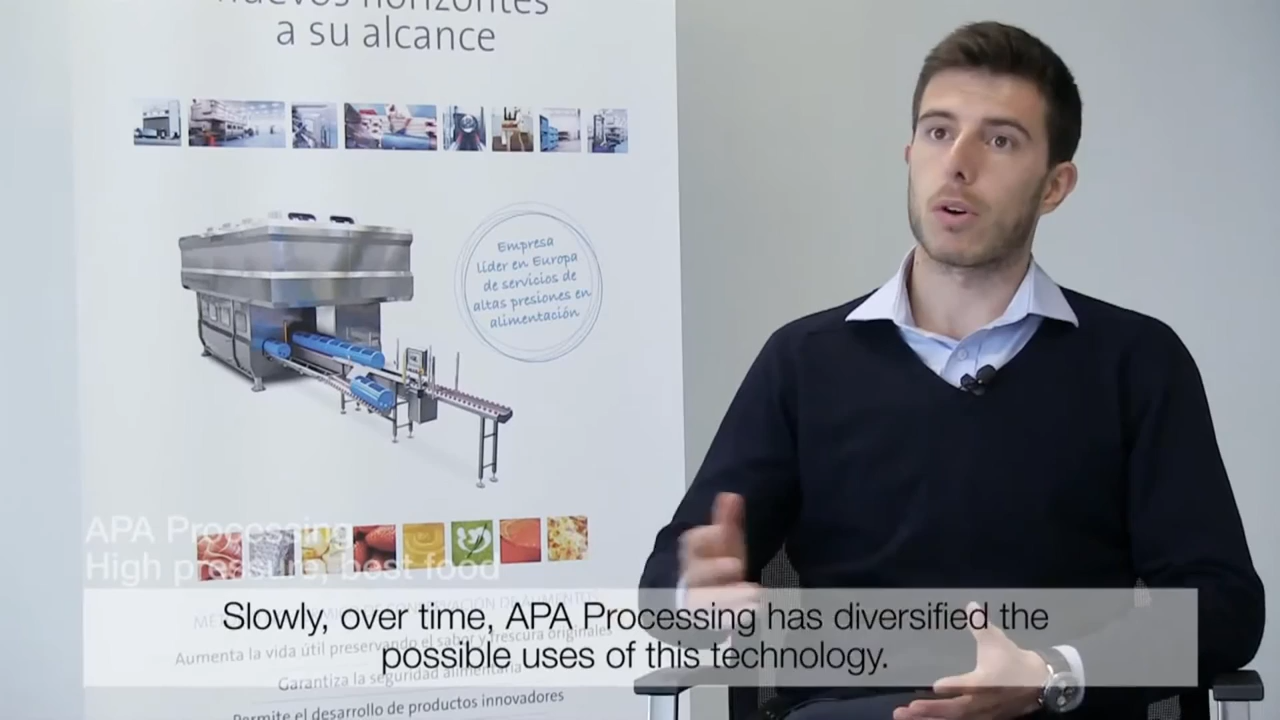 nuevos horizontes
a su alcance
Empresa
líder en Europa
de servicios de
altas presiones en
alimentación
APA Processing
High pressure, best food
Slowly, over time, APA Processing has diversified the
possible uses of this technology.
Aumenta la vida útil preservando el sabor y frescura originales
Garantiza la seguridad alimentaria
Permite el desarrollo de productos innovadores